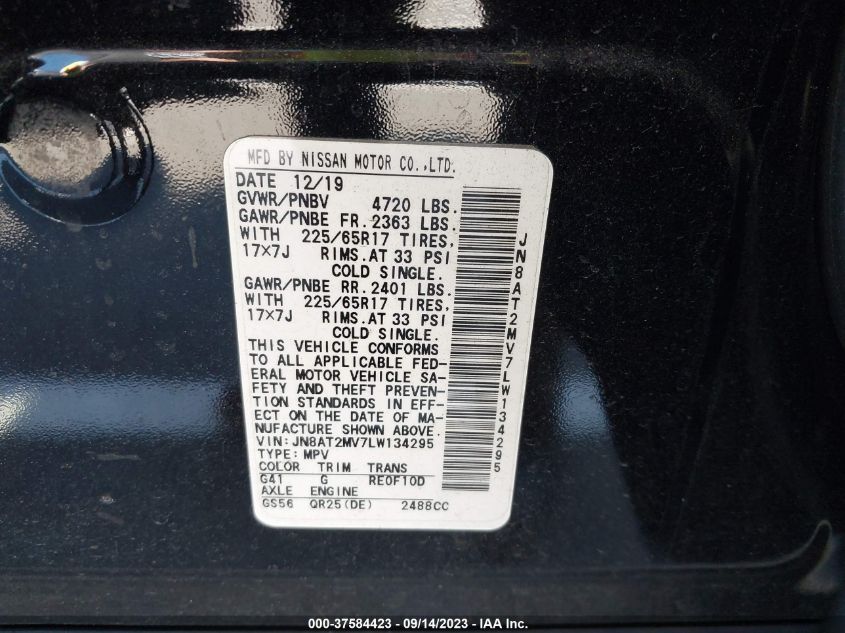 MFD BY NISSAN MOTOR CO.,LTD.
DATE 12/19
GVWR/PNBV 4720 LBS.
GAWR/PNBE FR. 2363 LBS.
WITH 225/65R17 TIRES,
17×7J RIMS.AT 33 PSI
COLD SINGLE.
GAWR/PNBE RR. 2401 LBS.
WITH 225/65R17 TIRES,
17×7J RIMS.AT 33 PSI
COLD SINGLE.
THIS VEHICLE CONFORMS
TO ALL APPLICABLE FED-
ERAL MOTOR VEHICLE SA-
FETY AND THEFT PREVEN-
TION STANDARDS IN EFF-
ECT ON THE DATE OF MA-
NUFACTURE SHOWN ABOVE.
VIN:JN8AT2MV7LW134295
TYPE: MPV
COLOR TRIM TRANS
G41 G RE0F10D
AXLE ENGINE
GS56 QR25(DE) 2488CC
JN8AT2MV7LW134295
000-37584423 - 09/14/2023 - IAA Inc.